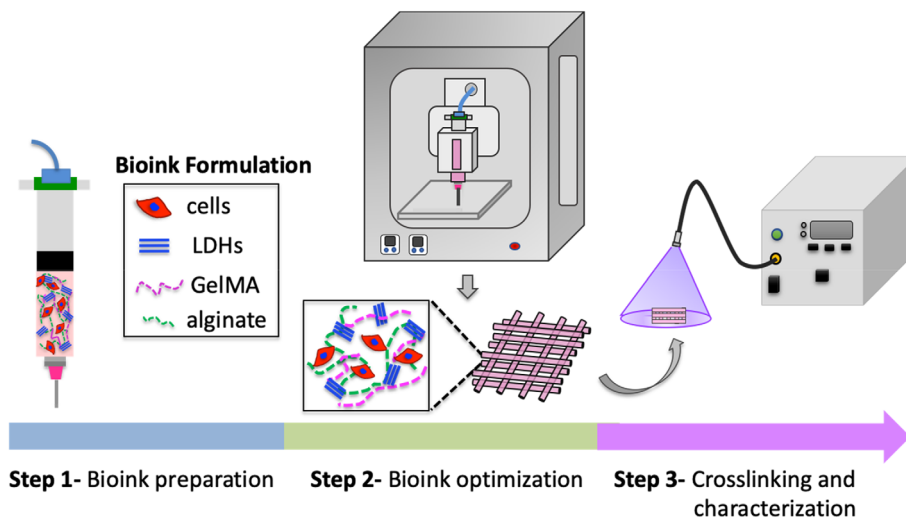 Bioink Formulation
cells
LDHs
GelMA
alginate
Step 1- Bioink preparation
Step 2- Bioink optimization
Step 3- Crosslinking and
characterization